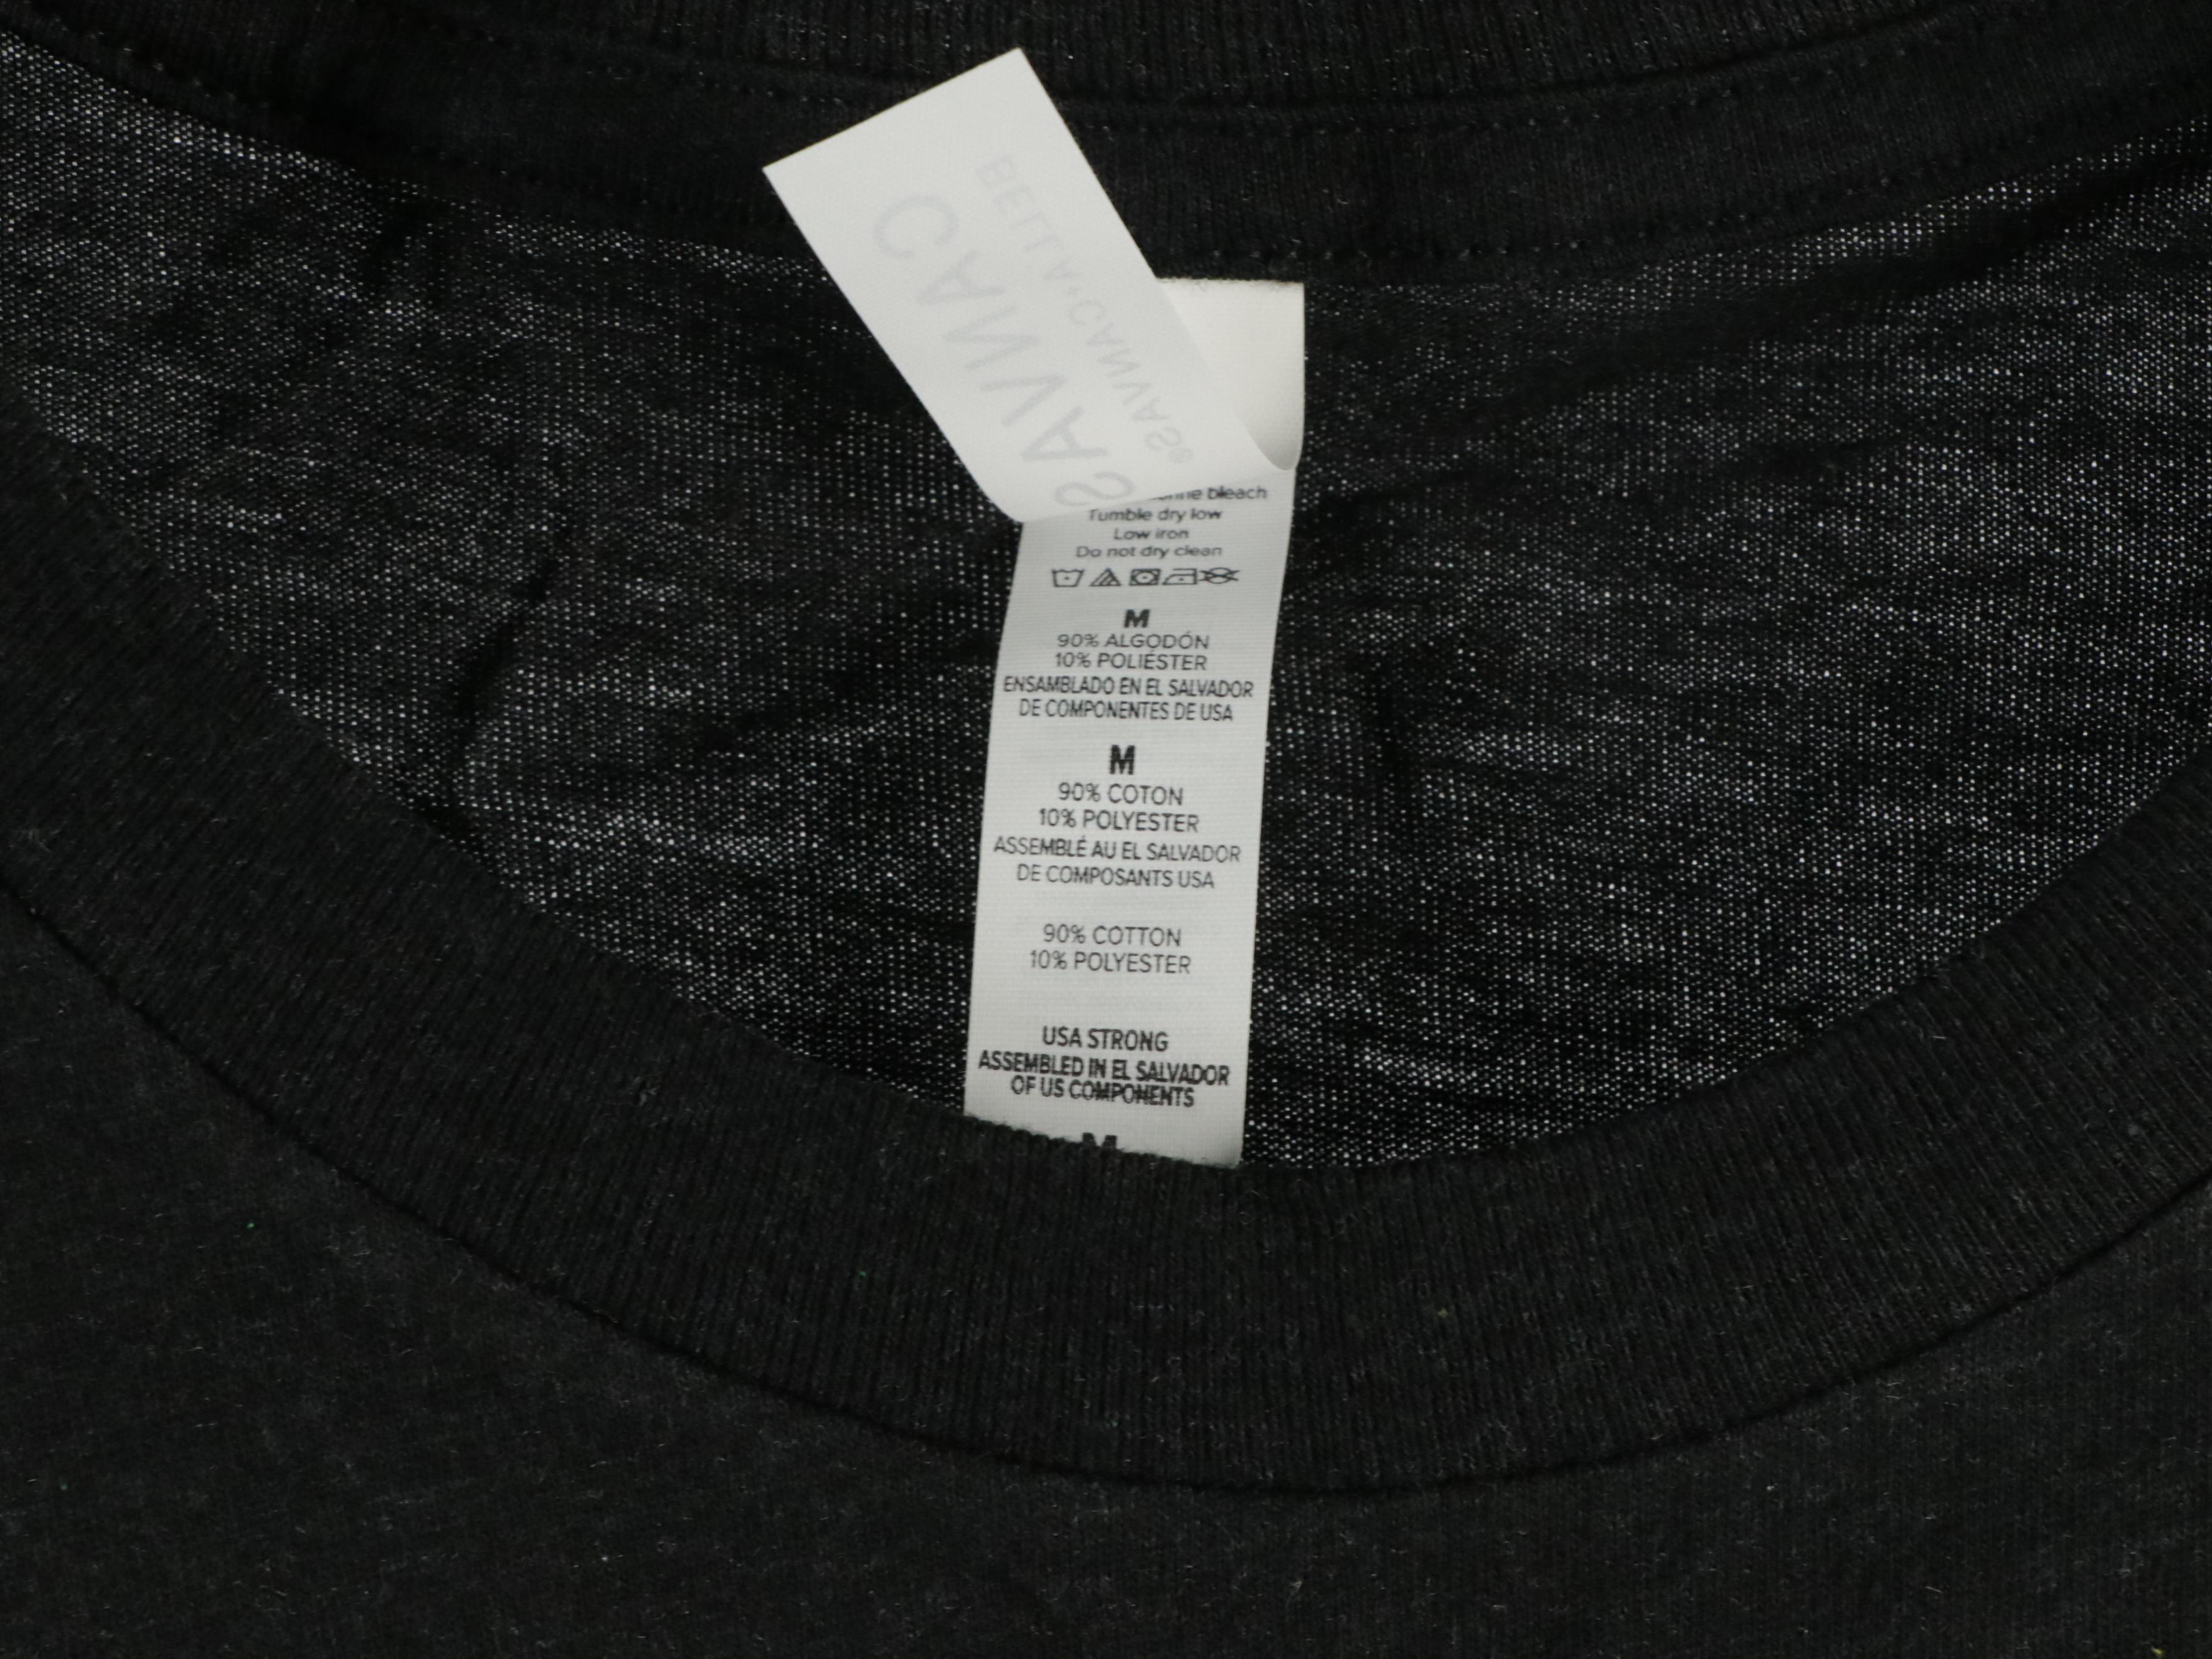 CANVAS
BELLA+CANVAS®
bleach
Tumble dry low
Low iron
Do not dry clean
M
90% ALGODÓN
10% POLIÉSTER
ENSAMBLADO EN EL SALVADOR
DE COMPONENTES DE USA
M
90% COTON
10% POLYESTER
ASSEMBLÉ AU EL SALVADOR
DE COMPOSANTS USA
90% COTTON
10% POLYESTER
USA STRONG
ASSEMBLED IN EL SALVADOR
OF US COMPONENTS
M